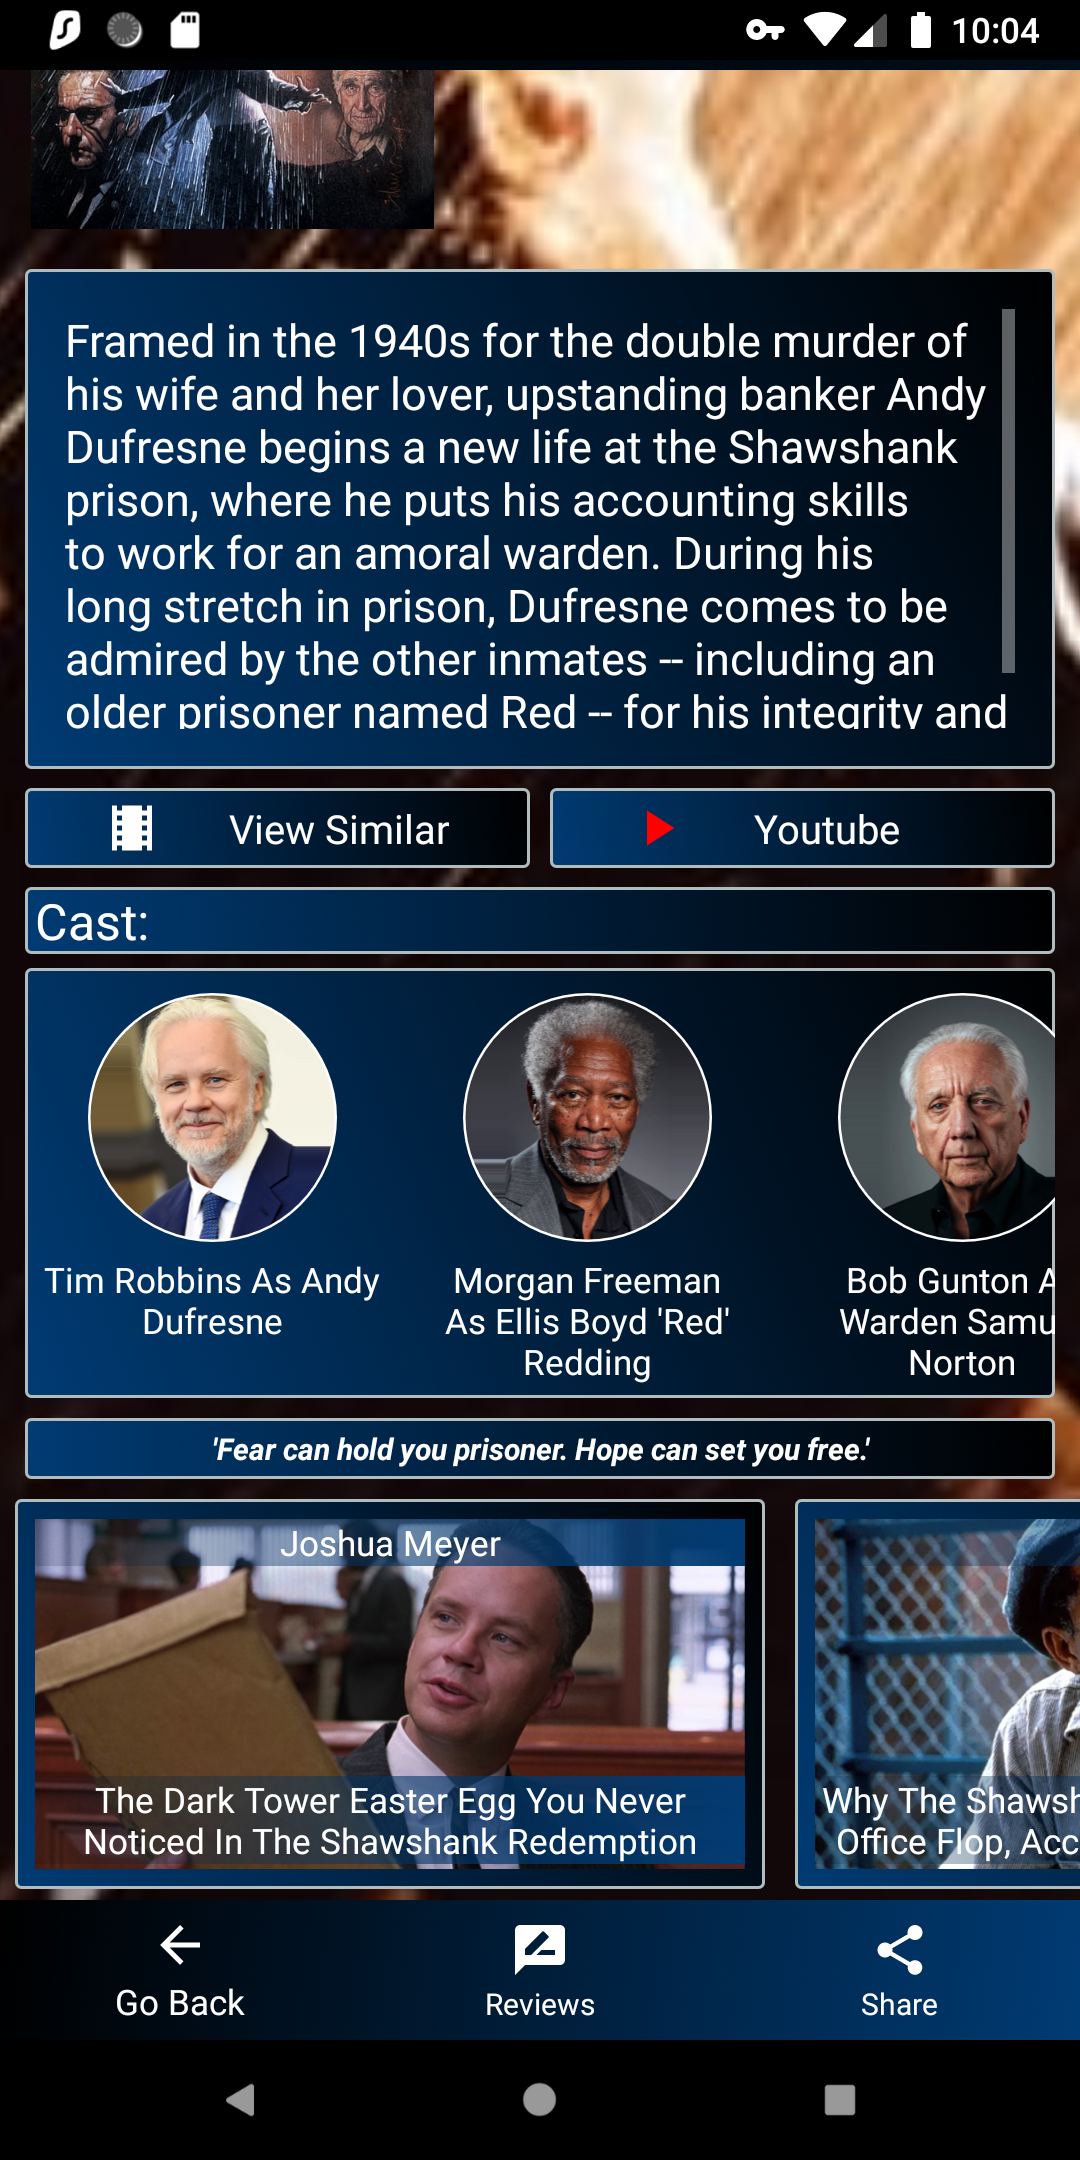 10:04
Framed in the 1940s for the double murder of
his wife and her lover, upstanding banker Andy
Dufresne begins a new life at the Shawshank
prison, where he puts his accounting skills
to work for an amoral warden. During his
long stretch in prison, Dufresne comes to be
admired by the other inmates -- including an
older prisoner named Red -- for his integrity and
View Similar
Youtube
Cast:
Tim Robbins As Andy
Dufresne
Morgan Freeman
As Ellis Boyd 'Red'
Redding
Bob Gunton A
Warden Samu
Norton
'Fear can hold you prisoner. Hope can set you free.'
Joshua Meyer
The Dark Tower Easter Egg You Never
Noticed In The Shawshank Redemption
Why The Shawsh
Office Flop, Acc
Go Back
Reviews
Share